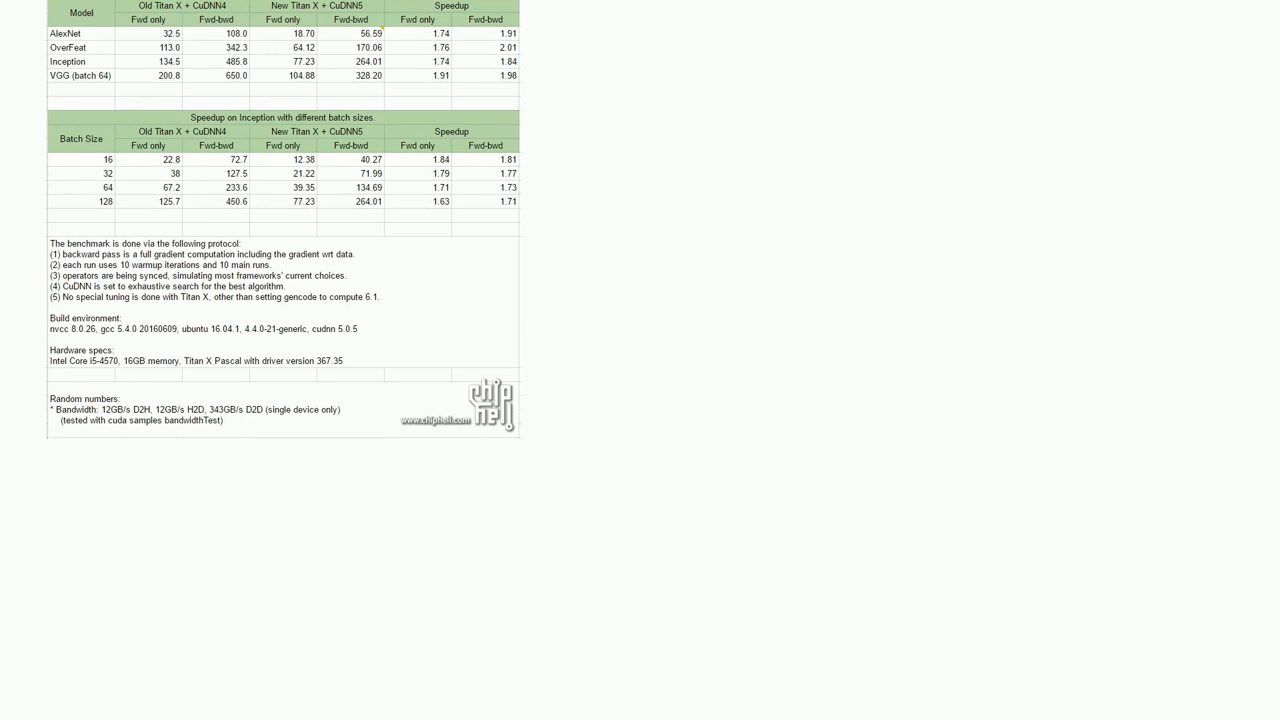 Old Titan X + CuDNN4 New Titan X + CuDNN5 Speedup
Model Fwd only Fwd-bwd Fwd only Fwd-bwd Fwd only Fwd-bwd
AlexNet 32.5 108.0 18.70 56.59 1.74 1.91
OverFeat 113.0 342.3 64.12 170.06 1.76 2.01
Inception 134.5 485.8 77.23 264.01 1.74 1.84
VGG (batch 64) 200.8 650.0 104.88 328.20 1.91 1.98
Speedup on Inception with different batch sizes.
Old Titan X + CuDNN4 New Titan X + CuDNN5 Speedup
Batch Size Fwd only Fwd-bwd Fwd only Fwd-bwd Fwd only Fwd-bwd
16 22.8 72.7 12.38 40.27 1.84 1.81
32 38 127.5 21.22 71.99 1.79 1.77
64 67.2 233.6 39.35 134.69 1.71 1.73
128 125.7 450.6 77.23 264.01 1.63 1.71
The benchmark is done via the following protocol:
(1) backward pass is a full gradient computation including the gradient wrt data.
(2) each run uses 10 warmup iterations and 10 main runs.
(3) operators are being synced, simulating most frameworks' current choices.
(4) CuDNN is set to exhaustive search for the best algorithm.
(5) No special tuning is done with Titan X, other than setting gencode to compute 6.1.
Build environment:
nvcc 8.0.26, gcc 5.4.0 20160609, ubuntu 16.04.1, 4.4.0-21-generic, cudnn 5.0.5
Hardware specs:
Intel Core i5-4570, 16GB memory, Titan X Pascal with driver version 367.35
Random numbers:
* Bandwidth: 12GB/s D2H, 12GB/s H2D, 343GB/s D2D (single device only)
(tested with cuda samples bandwidthTest)
www.chiphell.com
chip
hell